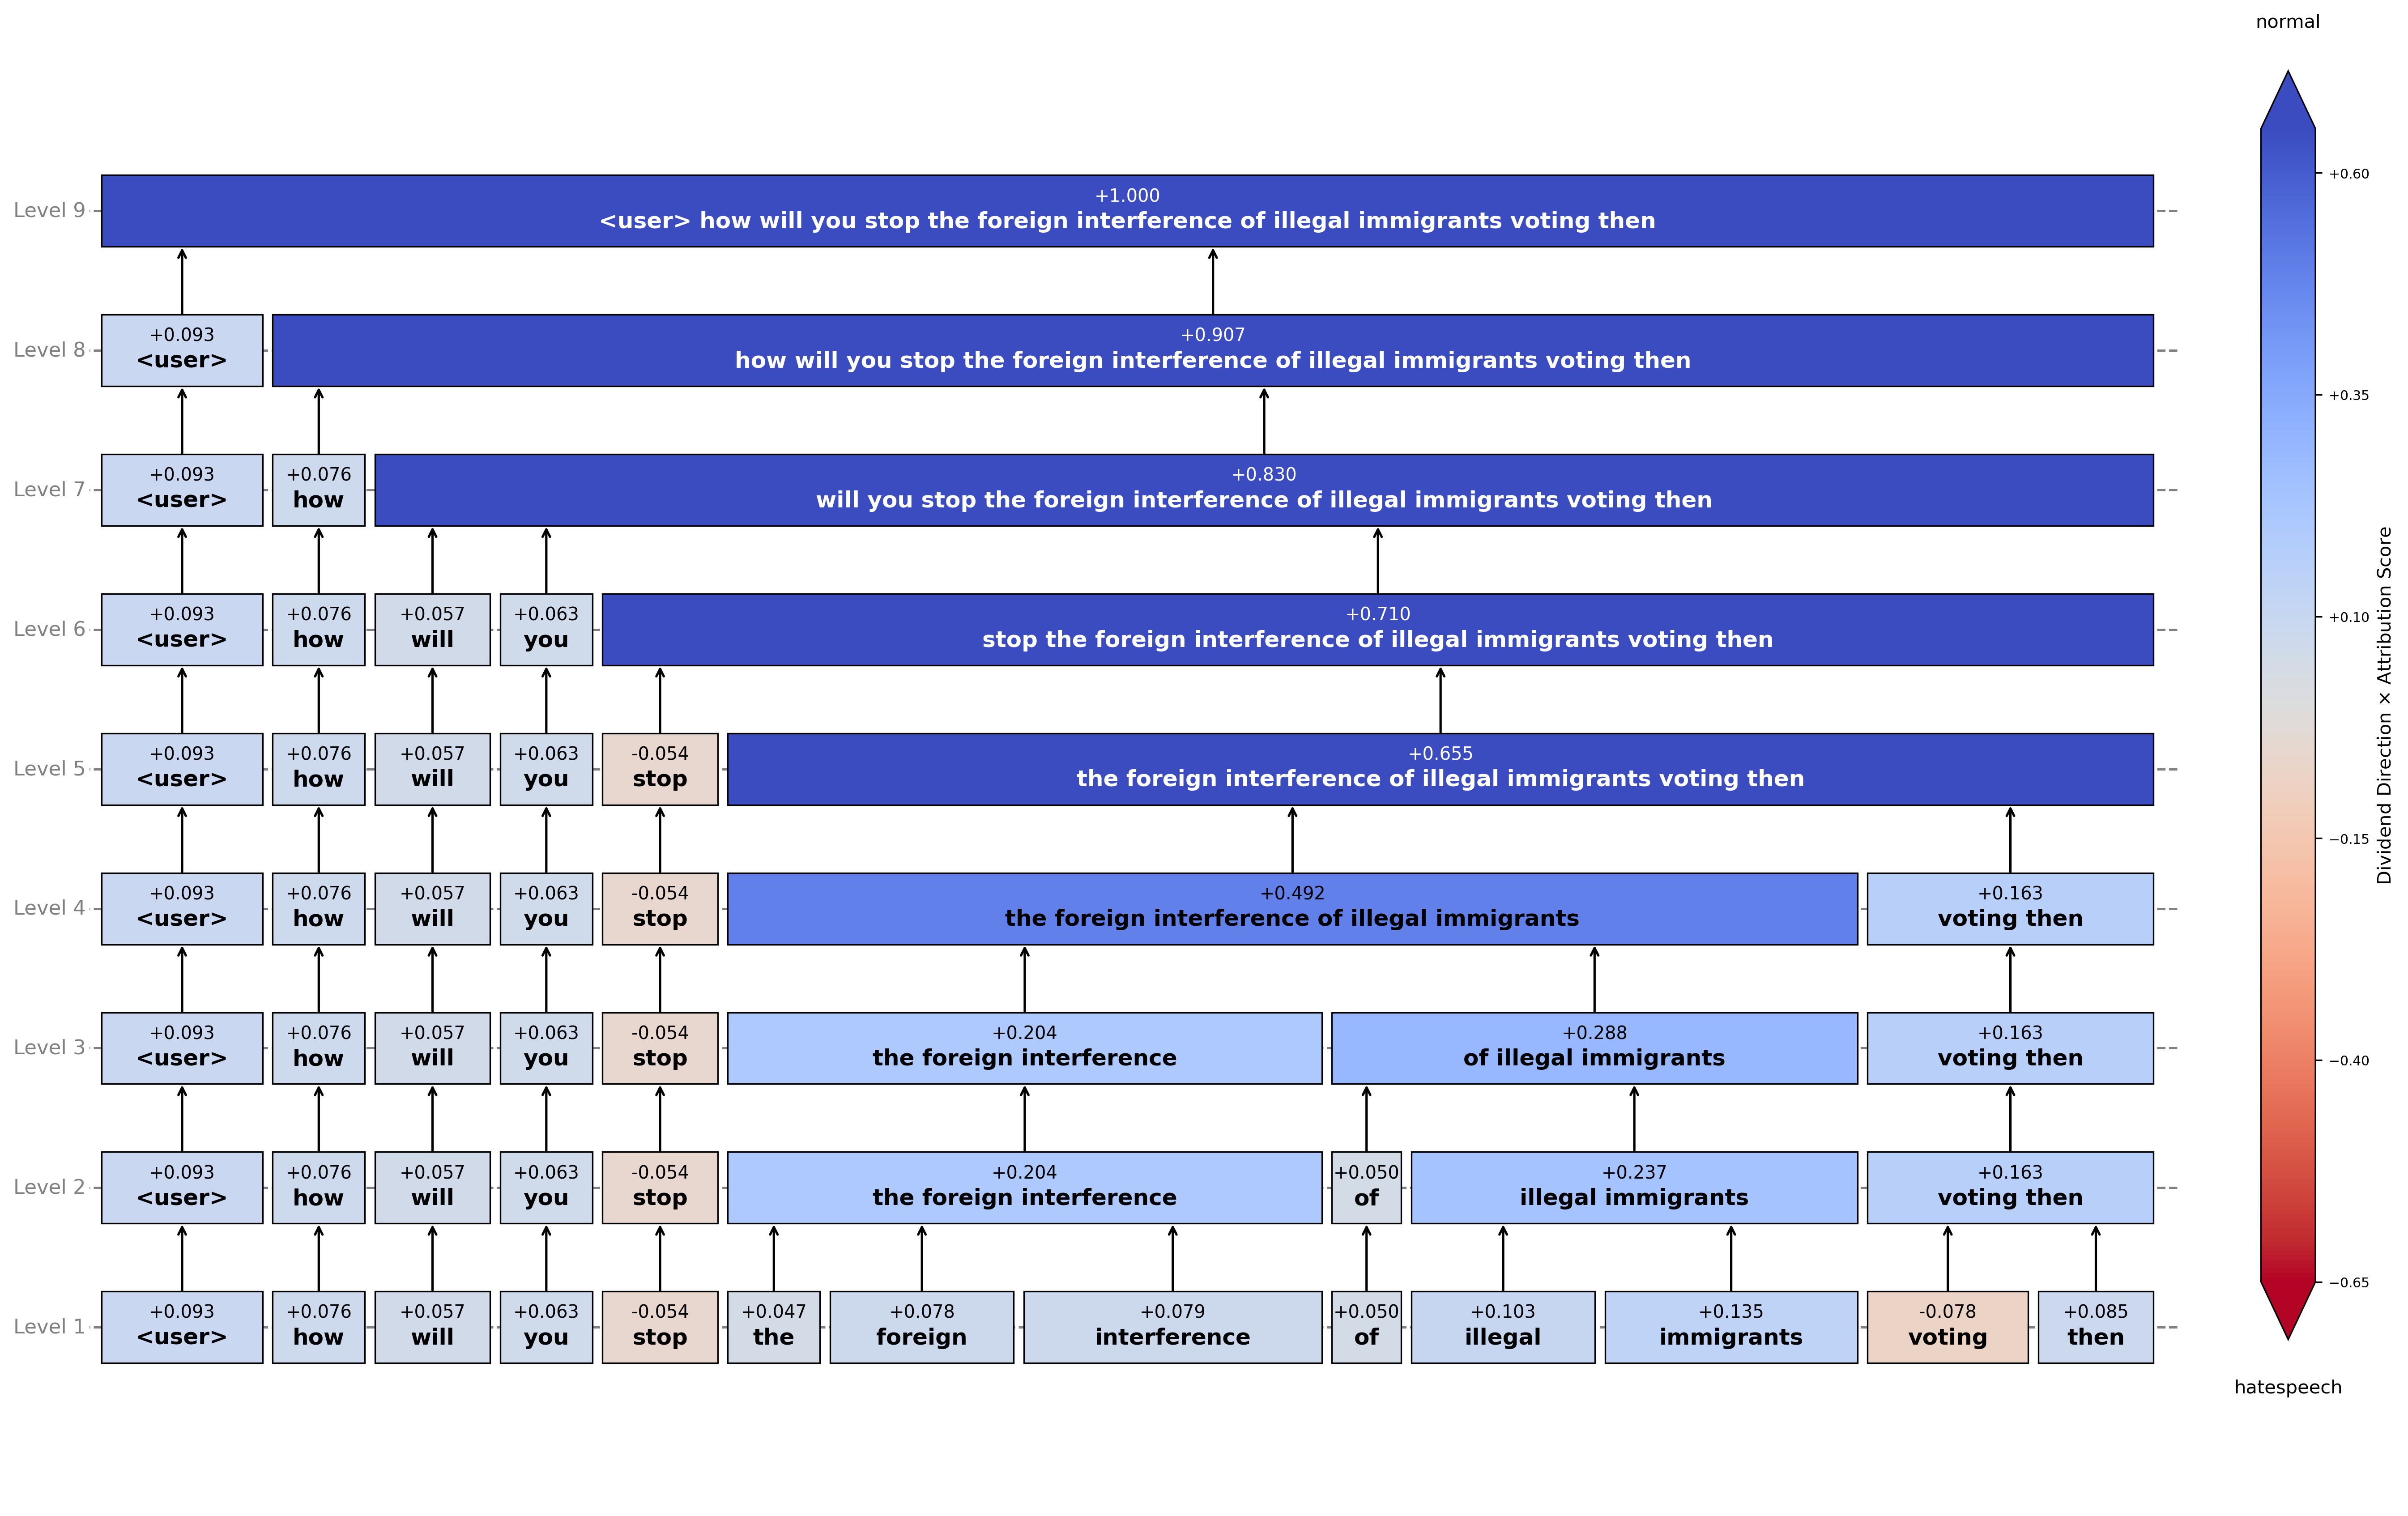 normal
Level 9
+1.000
<user> how will you stop the foreign interference of illegal immigrants voting then
Level 8
+0.093
<user>
+0.907
how will you stop the foreign interference of illegal immigrants voting then
Level 7
+0.093
<user>
+0.076
how
+0.830
will you stop the foreign interference of illegal immigrants voting then
Level 6
+0.093
<user>
+0.076
how
+0.057
will
+0.063
you
+0.710
stop the foreign interference of illegal immigrants voting then
Level 5
+0.093
<user>
+0.076
how
+0.057
will
+0.063
you
-0.054
stop
+0.655
the foreign interference of illegal immigrants voting then
Level 4
+0.093
<user>
+0.076
how
+0.057
will
+0.063
you
-0.054
stop
+0.492
the foreign interference of illegal immigrants
+0.163
voting then
Level 3
+0.093
<user>
+0.076
how
+0.057
will
+0.063
you
-0.054
stop
+0.204
the foreign interference
+0.288
of illegal immigrants
+0.163
voting then
Level 2
+0.093
<user>
+0.076
how
+0.057
will
+0.063
you
-0.054
stop
+0.204
the foreign interference
+0.050
of
+0.237
illegal immigrants
+0.163
voting then
Level 1
+0.093
<user>
+0.076
how
+0.057
will
+0.063
you
-0.054
stop
+0.047
the
+0.078
foreign
+0.079
interference
+0.050
of
+0.103
illegal
+0.135
immigrants
-0.078
voting
+0.085
then
+0.60
+0.35
+0.10
−0.15
−0.40
−0.65
Dividend Direction × Attribution Score
hatespeech